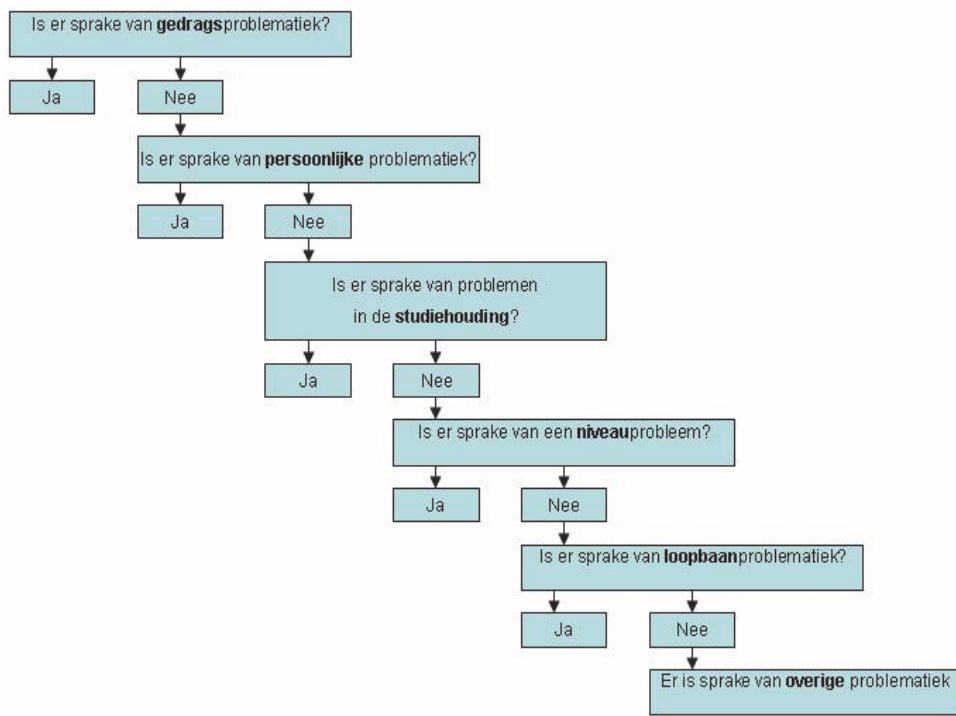 Is er sprake van gedragsproblematiek?
Ja
Nee
Is er sprake van persoonlijke problematiek?
Ja
Nee
Is er sprake van problemen
in de studiehouding?
Ja
Nee
Is er sprake van een niveauprobleem?
Ja
Nee
Is er sprake van loopbaanproblematiek?
Ja
Nee
Er is sprake van overige problematiek